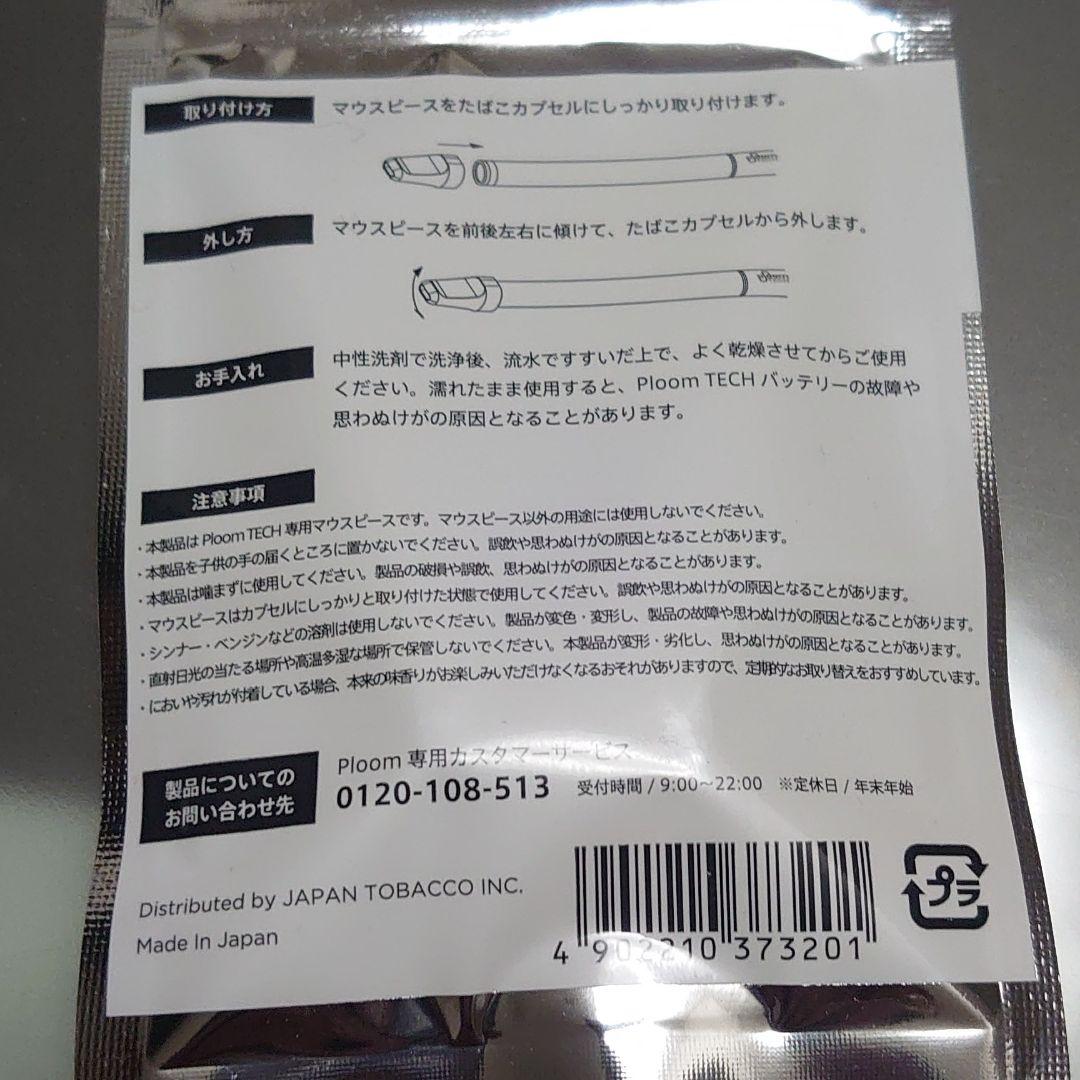 取り付け方
マウスピースをたばこカプセルにしっかり取り付けます。
外し方
マウスピースを前後左右に傾けて、たばこカプセルから外します。
お手入れ
中性洗剤で洗浄後、流水ですすいだ上で、よく乾燥させてからご使用
ください。濡れたまま使用すると、Ploom TECH バッテリーの故障や
思わぬけがの原因となることがあります。
注意事項
・本製品は Ploom TECH 専用マウスピースです。マウスピース以外の用途には使用しないでください。
・本製品を子供の手の届くところに置かないでください。誤飲や思わぬけがの原因となることがあります。
・本製品は噛まずに使用してください。製品の破損や誤飲、思わぬけがの原因となることがあります。
・マウスピースはカプセルにしっかりと取り付けた状態で使用してください。誤飲や思わぬけがの原因となることがあります。
・シンナー・ベンジンなどの溶剤は使用しないでください。製品が変色・変形し、製品の故障や思わぬけがの原因となることがあります。
・直射日光の当たる場所や高温多湿な場所で保管しないでください。本製品が変形・劣化し、思わぬけがの原因となることがあります。
・においや汚れが付着している場合、本来の味香りがお楽しみいただけなくなるおそれがありますので、定期的なお取り替えをおすすめしています。
製品についての
お問い合わせ先
Ploom 専用カスタマーサービス
0120-108-513 受付時間 / 9:00〜22:00 ※定休日 / 年末年始
Distributed by JAPAN TOBACCO INC.
Made In Japan
4 902210 373201
プラ